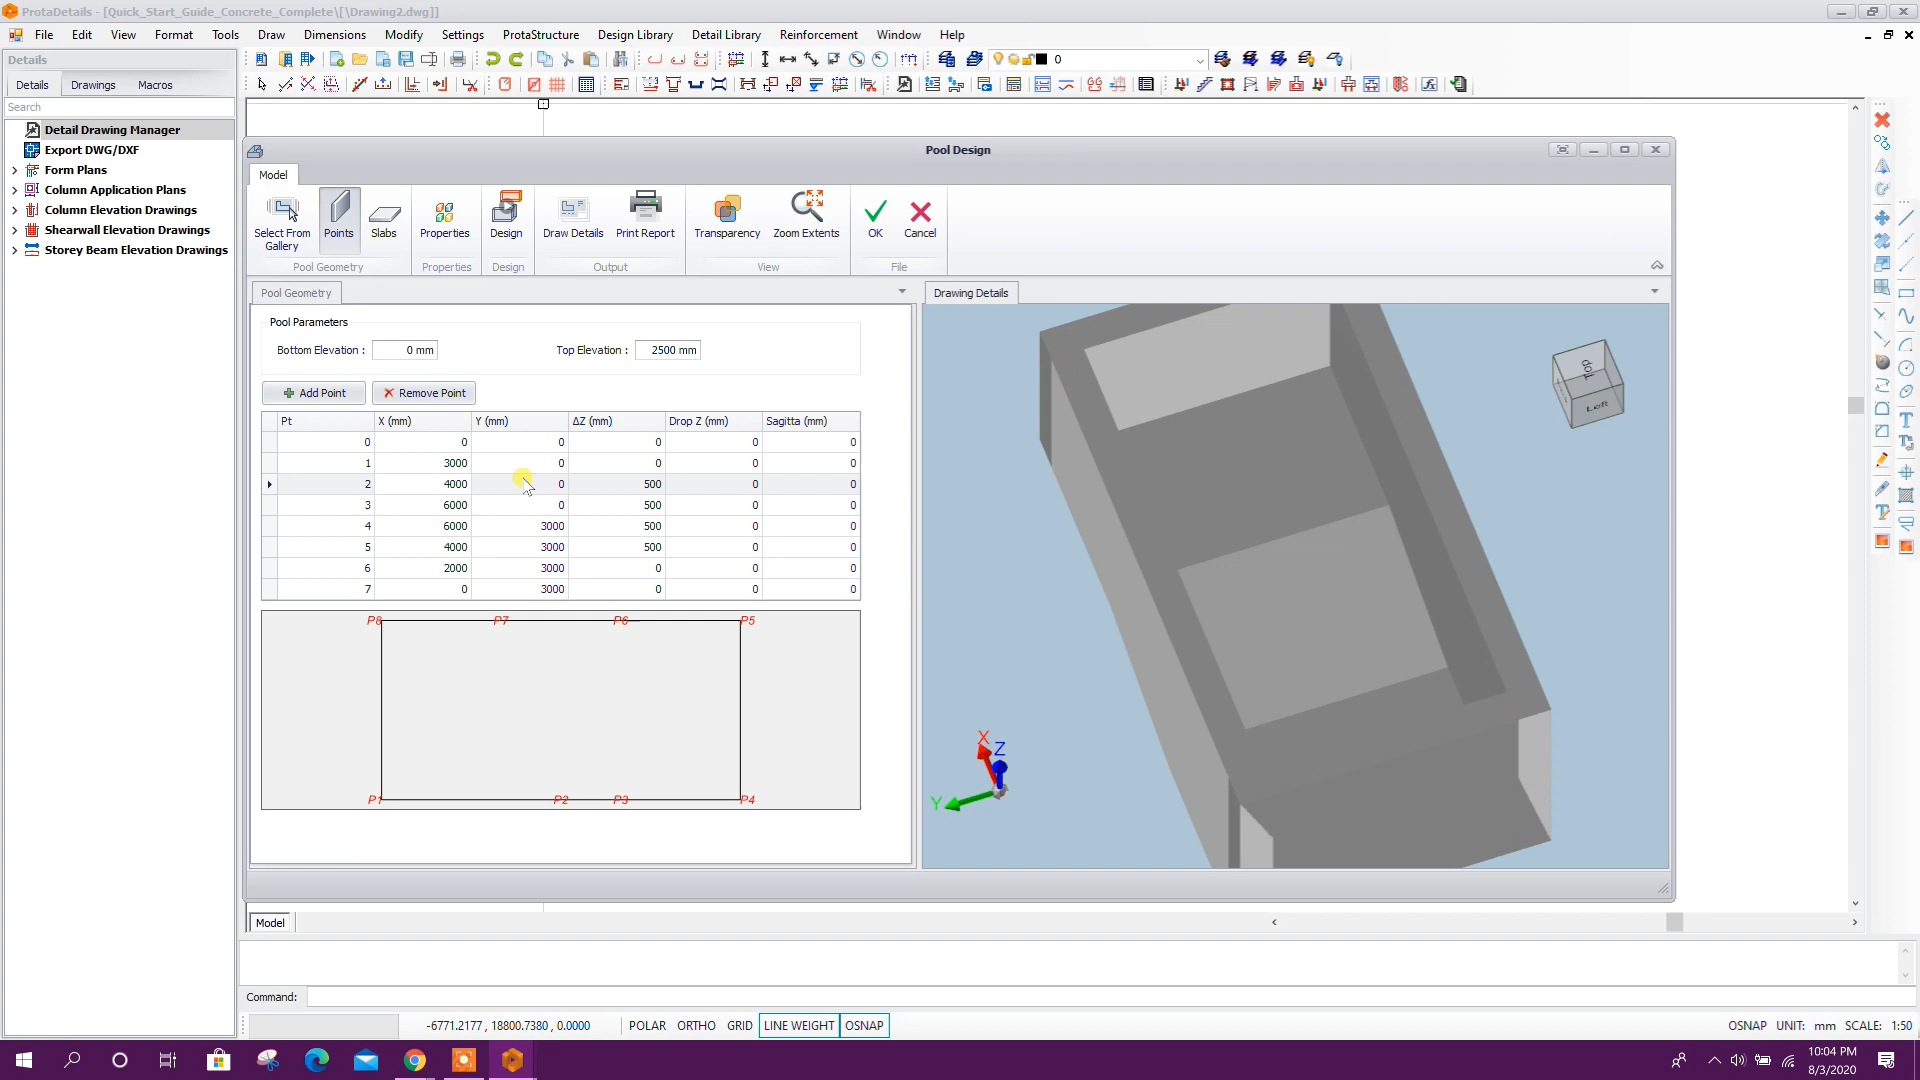 ProtaDetails - [Quick_Start_Guide_Concrete_Complete\[\Drawing2.dwg]]
File Edit View Format Tools Draw Dimensions Modify Settings ProtaStructure Design Library Detail Library Reinforcement Window Help
Details
0
Details Drawings Macros
Search
Detail Drawing Manager
Export DWG/DXF
Form Plans
Column Application Plans
Column Elevation Drawings
Shearwall Elevation Drawings
Storey Beam Elevation Drawings
Pool Design
Model
Select From Gallery Points Slabs Properties Design Draw Details Print Report Transparency Zoom Extents OK Cancel
Pool Geometry Properties Design Output View File
Pool Geometry
Drawing Details
Pool Parameters
Bottom Elevation : 0 mm Top Elevation : 2500 mm
Add Point Remove Point
Pt X (mm) Y (mm) ΔZ (mm) Drop Z (mm) Sagitta (mm)
0 0 0 0 0 0
1 3000 0 0 0 0
2 4000 0 500 0 0
3 6000 0 500 0 0
4 6000 3000 500 0 0
5 4000 3000 500 0 0
6 2000 3000 0 0 0
7 0 3000 0 0 0
P8 P7 P6 P5
P1 P2 P3 P4
Top
Left
X
Z
Y
Model
Command:
-6771.2177 , 18800.7380 , 0.0000 POLAR ORTHO GRID LINE WEIGHT OSNAP OSNAP UNIT: mm SCALE: 1:50
10:04 PM
8/3/2020